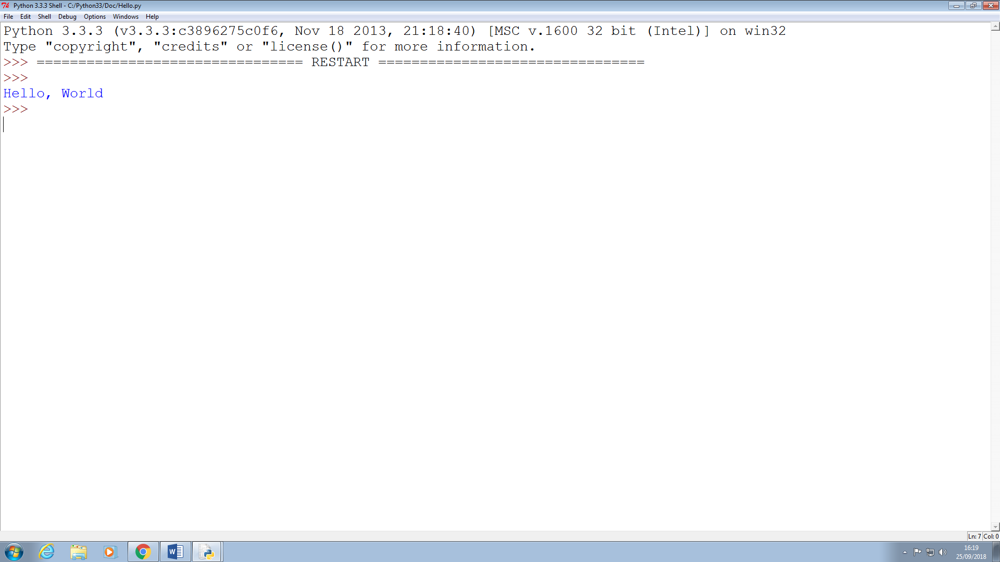 Python 3.3.3 Shell - C:/Python33/Doc/Hello.py
File Edit Shell Debug Options Windows Help
Python 3.3.3 (v3.3.3:c3896275c0f6, Nov 18 2013, 21:18:40) [MSC v.1600 32 bit (Intel)] on win32
Type "copyright", "credits" or "license()" for more information.
>>> ================================ RESTART ================================
>>>
Hello, World
>>>
Ln: 7 Col: 0
16:19
25/09/2018